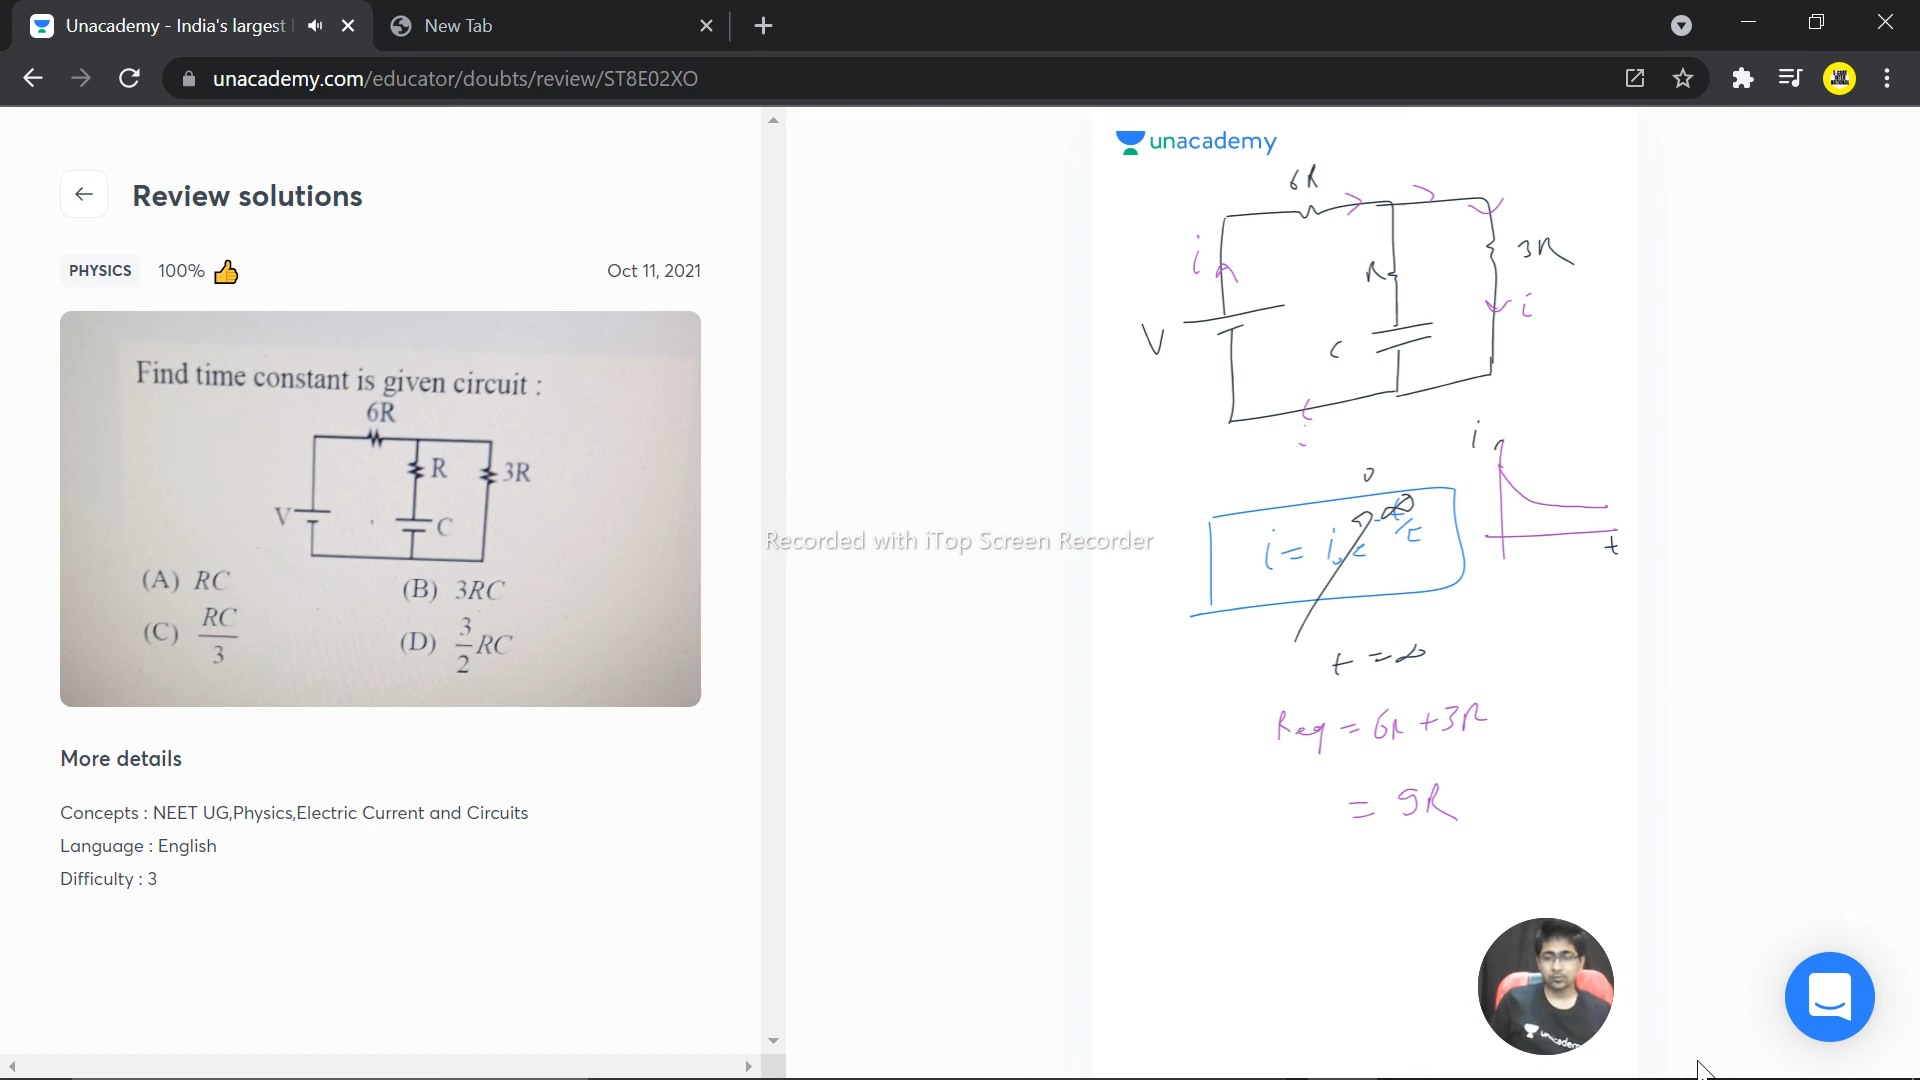 Unacademy - India's largest
New Tab
unacademy.com/educator/doubts/review/ST8E02XO
Review solutions
PHYSICS 100% 👍 Oct 11, 2021
Find time constant is given circuit :
6R
R
3R
V
C
(A) RC
(B) 3RC
(C) RC/3
(D) 3/2 RC
More details
Concepts : NEET UG,Physics,Electric Current and Circuits
Language : English
Difficulty : 3
Recorded with iTop Screen Recorder
unacademy
6R
i
R
3R
i
V
C
i
i
t
0
∞
i = i₀e^-t/τ
t = ∞
Req = 6R + 3R
= 9R
unacademy